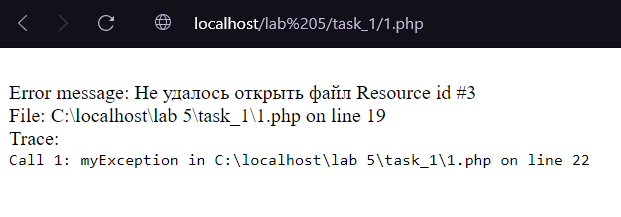 localhost/lab%205/task_1/1.php
Error message: Не удалось открыть файл Resource id #3
File: C:\localhost\lab 5\task_1\1.php on line 19
Trace:
Call 1: myException in C:\localhost\lab 5\task_1\1.php on line 22